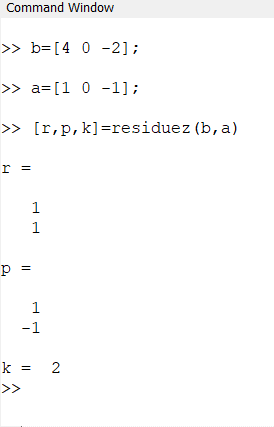 Command Window
>> b=[4 0 -2];
>> a=[1 0 -1];
>> [r,p,k]=residuez(b,a)
r =
1
1
p =
1
-1
k = 2
>>